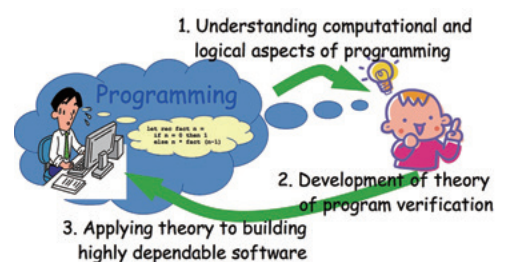 1. Understanding computational and
logical aspects of programming
Programming
let rec fact n =
if n = 0 then 1
else n * fact (n-1)
2. Development of theory
of program verification
3. Applying theory to building
highly dependable software